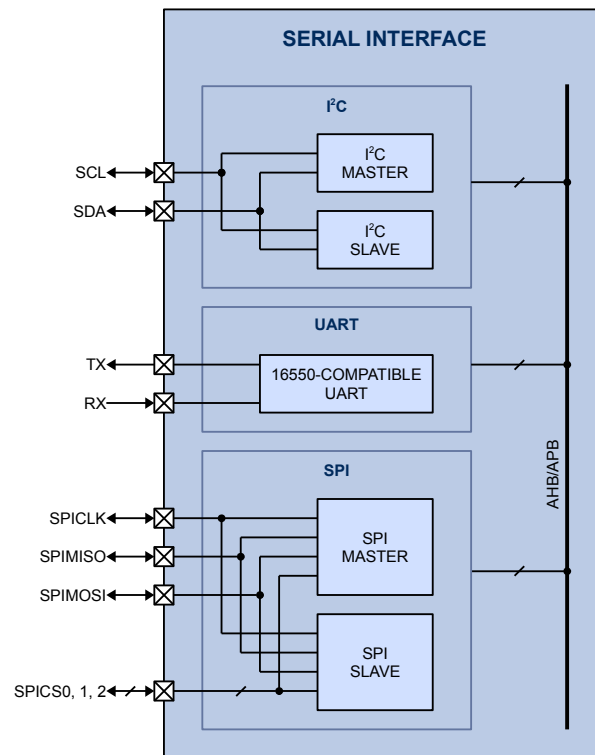 SERIAL INTERFACE
I²C
SCL
SDA
I²C
MASTER
I²C
SLAVE
UART
TX
RX
16550-COMPATIBLE
UART
AHB/APB
SPI
SPICLK
SPIMISO
SPIMOSI
SPICS0, 1, 2
SPI
MASTER
SPI
SLAVE